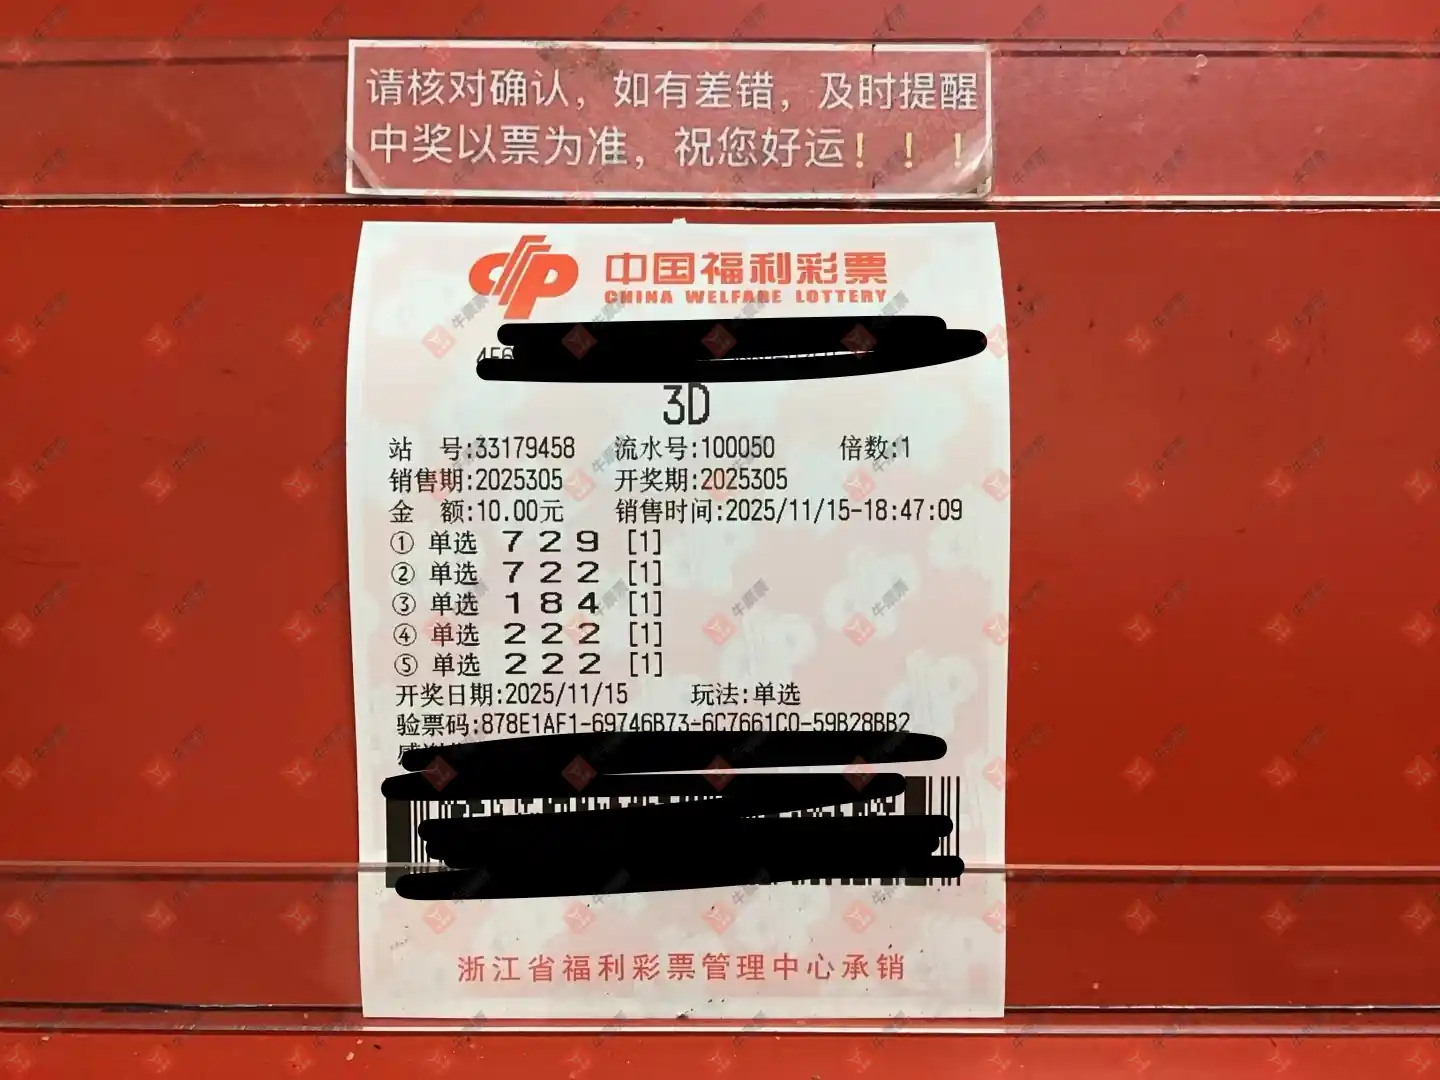 请核对确认，如有差错，及时提醒
中奖以票为准，祝您好运！！！
中国福利彩票
CHINA WELFARE LOTTERY
3D
站 号:33179458 流水号:100050 倍数:1
销售期:2025305 开奖期:2025305
金 额:10.00元 销售时间:2025/11/15-18:47:09
① 单选 7 2 9 [1]
② 单选 7 2 2 [1]
③ 单选 1 8 4 [1]
④ 单选 2 2 2 [1]
⑤ 单选 2 2 2 [1]
开奖日期:2025/11/15 玩法:单选
验票码:878E1AF1-69746B73-6C7661C0-59B28BB2
浙江省福利彩票管理中心承销
牛票票